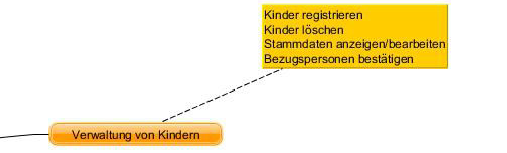 Kinder registrieren
Kinder löschen
Stammdaten anzeigen/bearbeiten
Bezugspersonen bestätigen
Verwaltung von Kindern